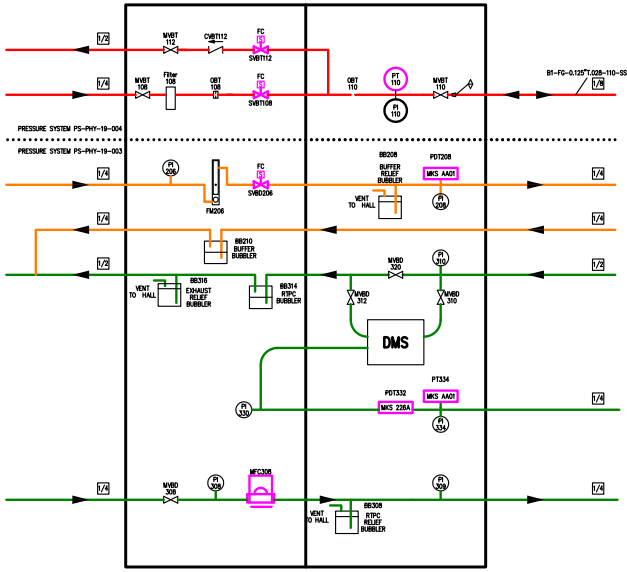 1/2
MVBT
112
CVBT112
FC
SVBT112
1/4
MVBT
108
Filter
108
OBT
108
FC
SVBT108
OBT
110
PT
110
PI
110
MVBT
110
B1-FG-0.125"T.028-110-SS
1/8
PRESSURE SYSTEM PS-PHY-19-004
PRESSURE SYSTEM PS-PHY-19-003
1/4
PI
206
FM206
FC
SVBD206
BB208
BUFFER
RELIEF
BUBBLER
VENT
TO HALL
PDT208
MKS AA01
PI
208
1/4
1/4
BB210
BUFFER
BUBBLER
1/4
1/2
VENT
TO HALL
BB316
EXHAUST
RELIEF
BUBBLER
BB314
RTPC
BUBBLER
MVBD
320
PI
310
1/2
MVBD
312
MVBD
310
DMS
PI
330
PDT332
MKS 226A
PT334
MKS AA01
PI
334
1/4
1/4
MVBD
308
PI
308
MFC308
VENT
TO HALL
BB308
RTPC
RELIEF
BUBBLER
PI
309
1/4